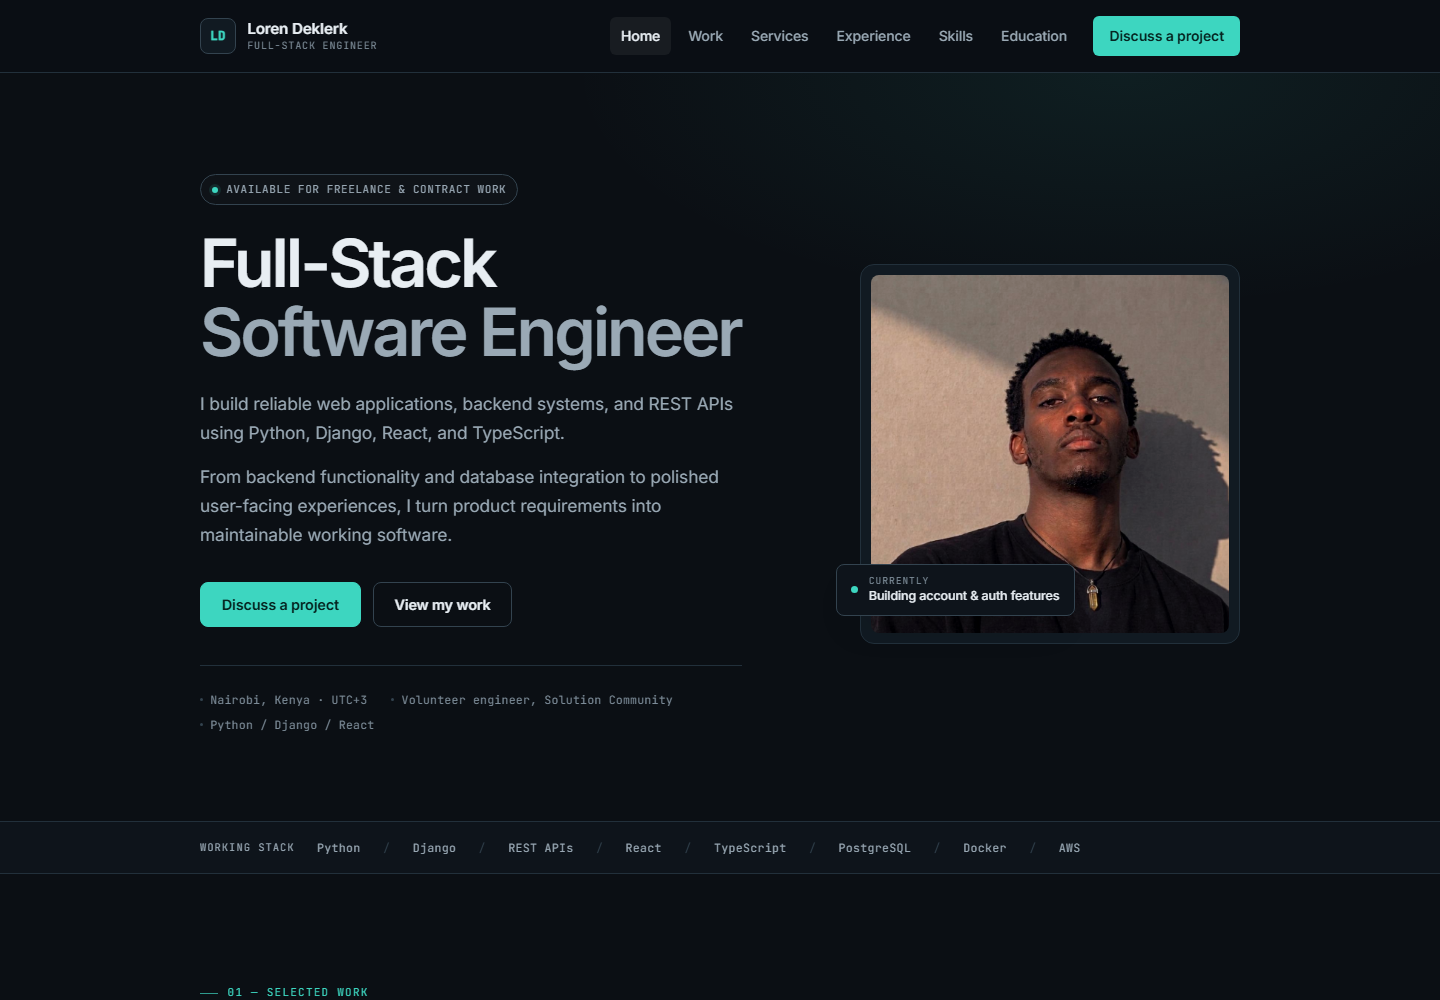 LD
Loren Deklerk
FULL-STACK ENGINEER
Home
Work
Services
Experience
Skills
Education
Discuss a project
AVAILABLE FOR FREELANCE & CONTRACT WORK
Full-Stack
Software Engineer
I build reliable web applications, backend systems, and REST APIs
using Python, Django, React, and TypeScript.
From backend functionality and database integration to polished
user-facing experiences, I turn product requirements into
maintainable working software.
Discuss a project
View my work
CURRENTLY
Building account & auth features
Nairobi, Kenya · UTC+3
Volunteer engineer, Solution Community
Python / Django / React
WORKING STACK Python / Django / REST APIs / React / TypeScript / PostgreSQL / Docker / AWS
01 — SELECTED WORK